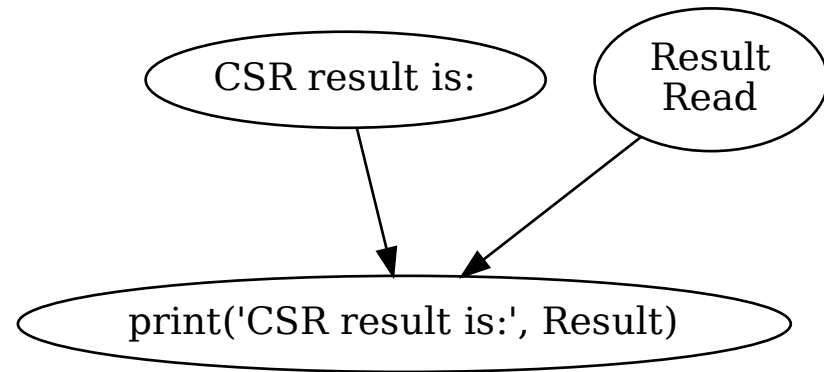 CSR result is:
Result
Read
print('CSR result is:', Result)